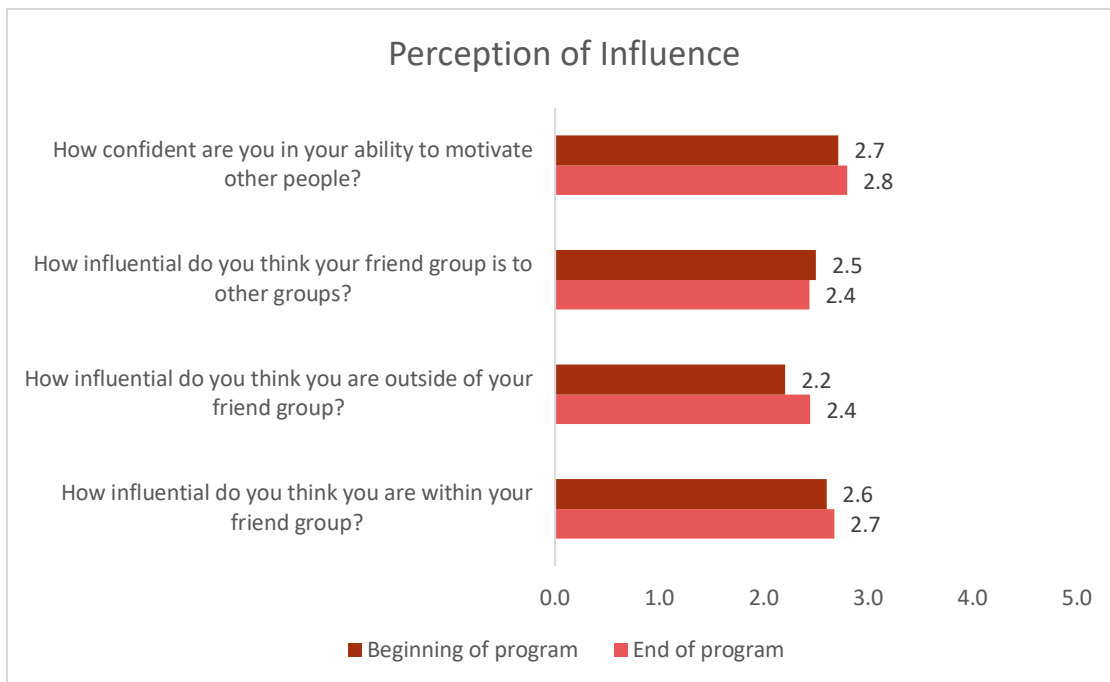 Perception of Influence
How confident are you in your ability to motivate
other people?
2.7
2.8
How influential do you think your friend group is to
other groups?
2.5
2.4
How influential do you think you are outside of your
friend group?
2.2
2.4
How influential do you think you are within your
friend group?
2.6
2.7
0.0 1.0 2.0 3.0 4.0 5.0
Beginning of program End of program